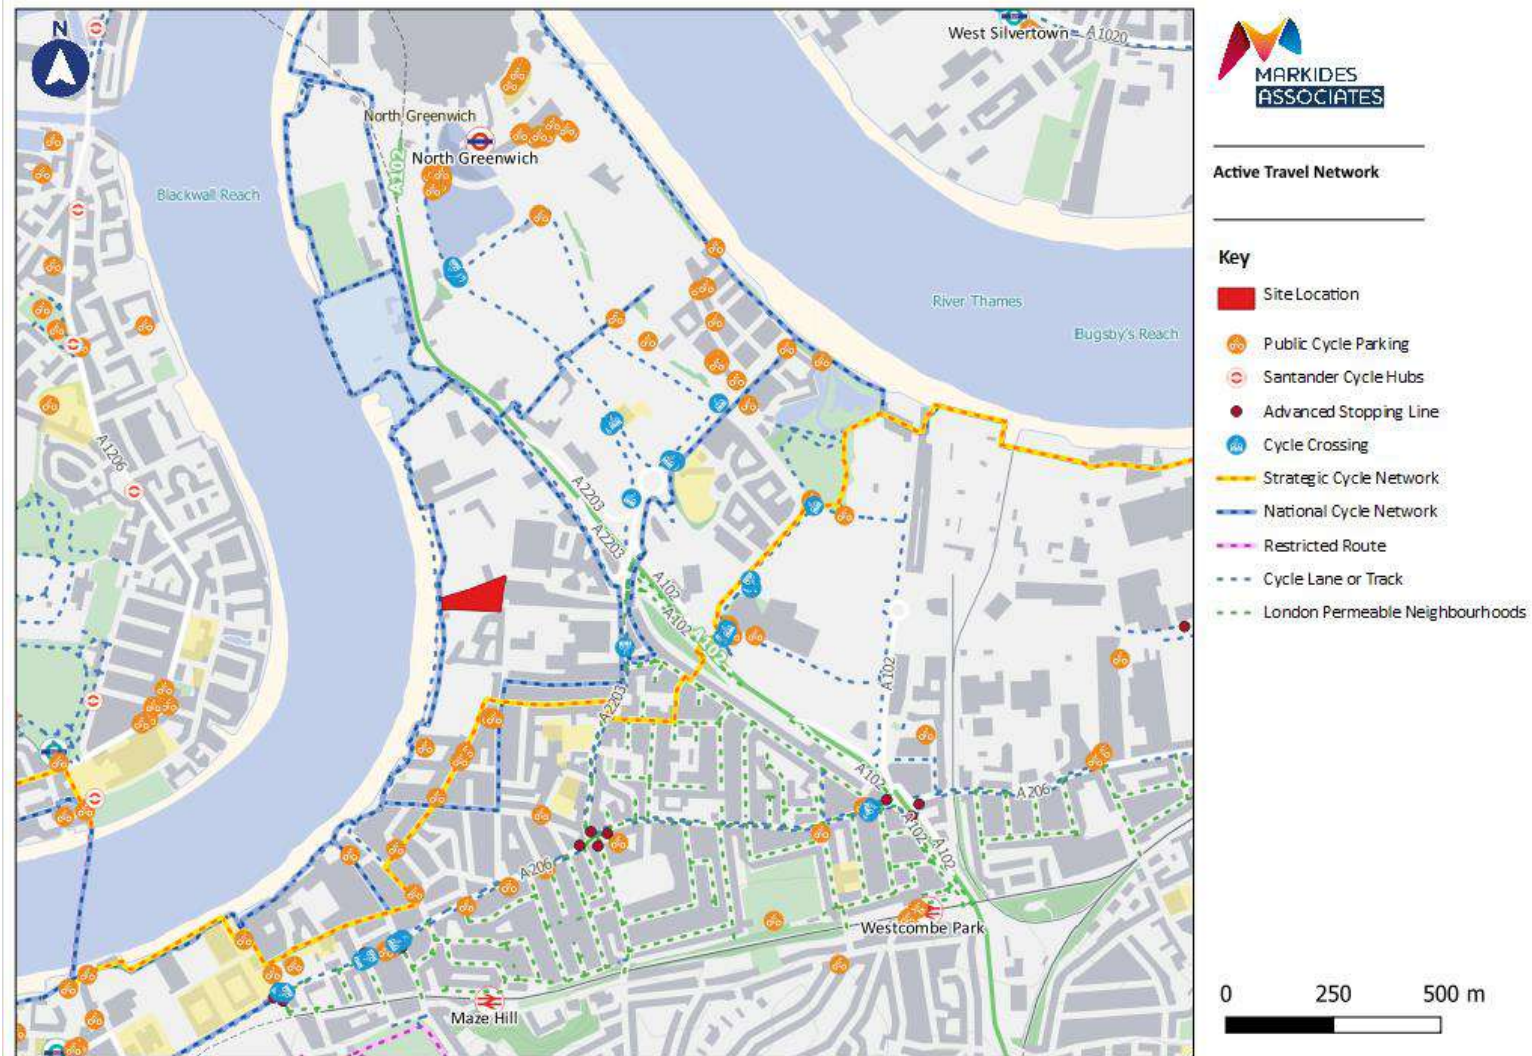 N
West Silvertown
A1020
MARKIDES
ASSOCIATES
North Greenwich
North Greenwich
A102
Active Travel Network
Blackwall Reach
Key
Site Location
River Thames
Bugsby's Reach
Public Cycle Parking
Santander Cycle Hubs
Advanced Stopping Line
A1206
Cycle Crossing
Strategic Cycle Network
A2203
National Cycle Network
A2203
Restricted Route
A102
Cycle Lane or Track
A102
London Permeable Neighbourhoods
A102
A102
A2203
A102
A206
A102
A102
A206
Westcombe Park
Maze Hill
0 250 500 m